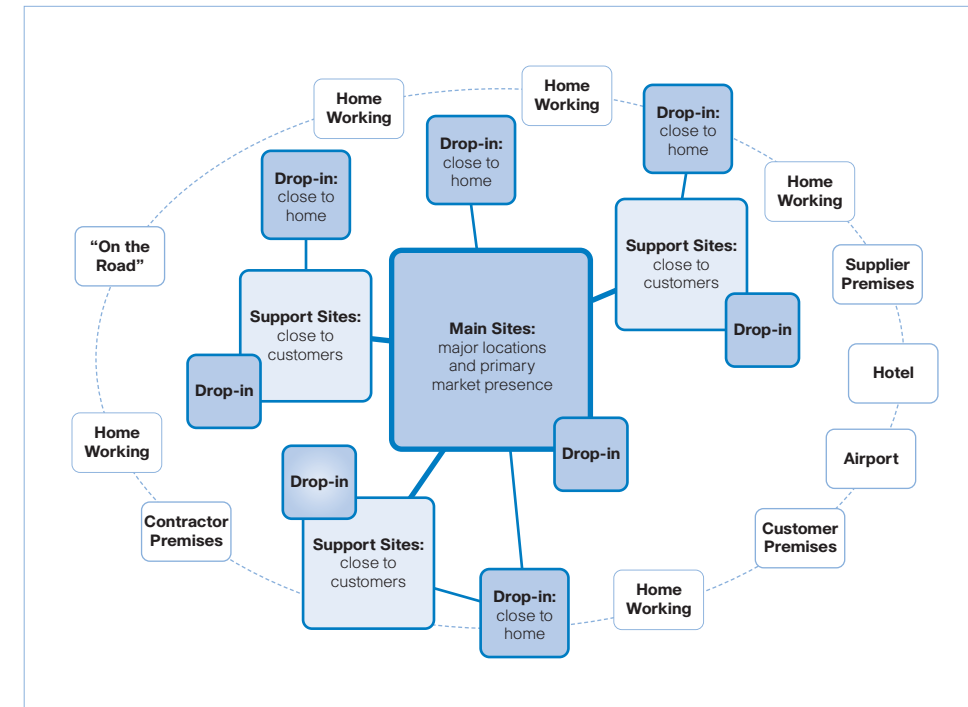 Home
Working
Home
Working
Drop-in:
close to
home
Drop-in:
close to
home
Drop-in:
close to
home
Home
Working
“On the
Road”
Support Sites:
close to
customers
Supplier
Premises
Support Sites:
close to
customers
Main Sites:
major locations
and primary
market presence
Drop-in
Hotel
Drop-in
Home
Working
Drop-in
Airport
Drop-in
Contractor
Premises
Customer
Premises
Support Sites:
close to
customers
Drop-in:
close to
home
Home
Working